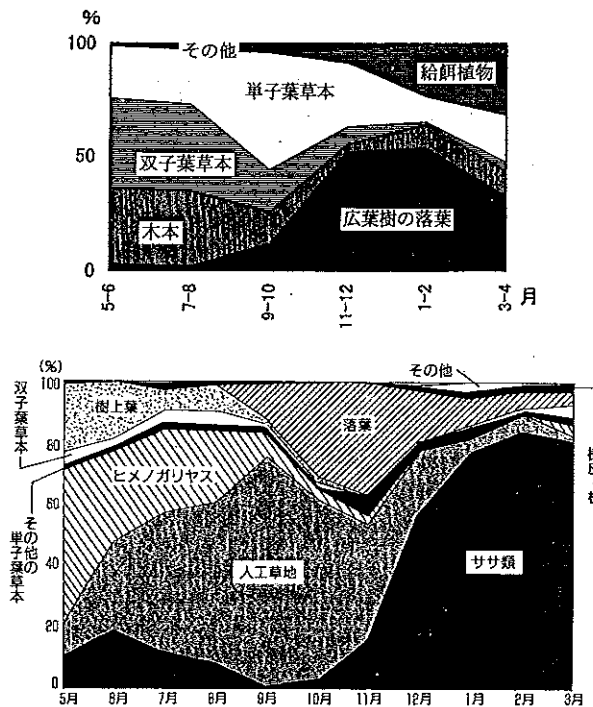 %
100
その他
給餌植物
単子葉草本
50
双子葉草本
木本
広葉樹の落葉
0
5-6
7-8
9-10
11-12
1-2
3-4
月
(%)
その他
100
双子葉草本
樹上葉
落葉
80
ヒメノガリヤス
60
その他の
単子葉草本
人工草地
ササ類
40
20
0
5月
6月
7月
8月
9月
10月
11月
12月
1月
2月
3月